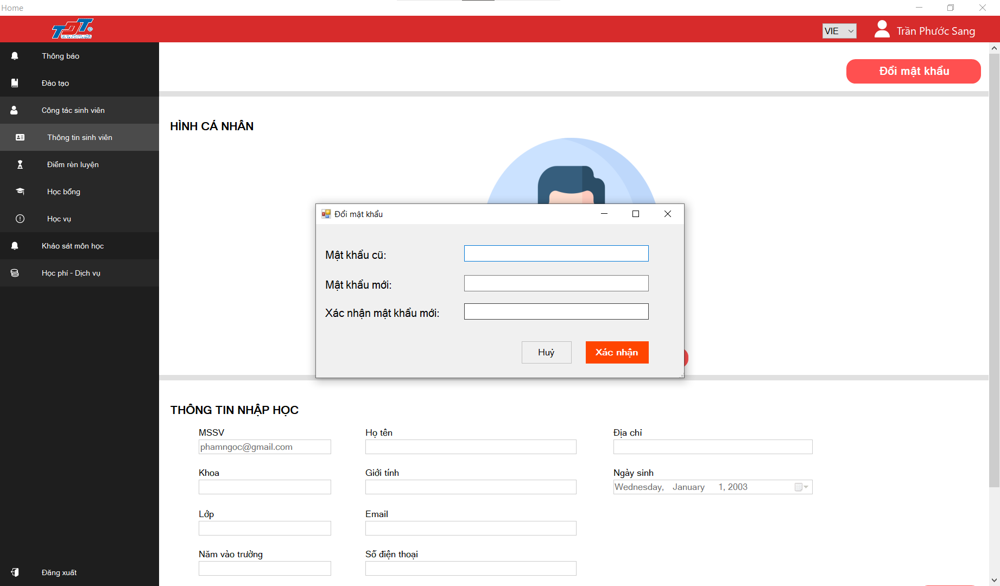 Home
TDT
VIE
Trần Phước Sang
Thông báo
Đào tạo
Công tác sinh viên
Thông tin sinh viên
Điểm rèn luyện
Học bổng
Học vụ
Khảo sát môn học
Học phí - Dịch vụ
Đăng xuất
Đổi mật khẩu
HÌNH CÁ NHÂN
Đổi mật khẩu
Mật khẩu cũ:
Mật khẩu mới:
Xác nhận mật khẩu mới:
Huỷ
Xác nhận
THÔNG TIN NHẬP HỌC
MSSV
Họ tên
Địa chỉ
phamngoc@gmail.com
Khoa
Giới tính
Ngày sinh
Wednesday, January 1, 2003
Lớp
Email
Năm vào trường
Số điện thoại